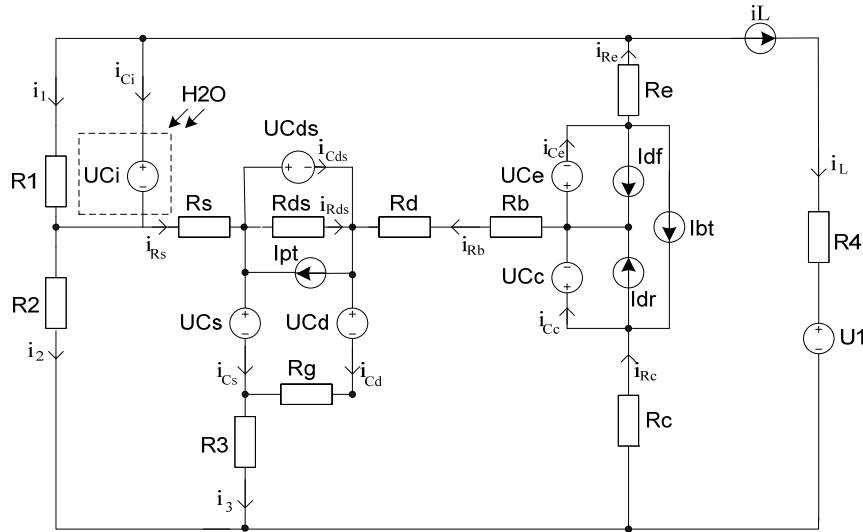 iL
i1
iCi
H2O
iRe
Re
UCds
iCds
iCe
Idf
iL
R1
UCi
UCe
Rs
Rds
iRds
Rd
Rb
Ibt
R4
iRs
Ipt
iRb
UCc
Idr
R2
UCs
UCd
iCc
U1
i2
iCs
Rg
iCd
iRc
R3
Rc
i3
+
-
+
-
+
-
+
-
+
-
+
-
+
-